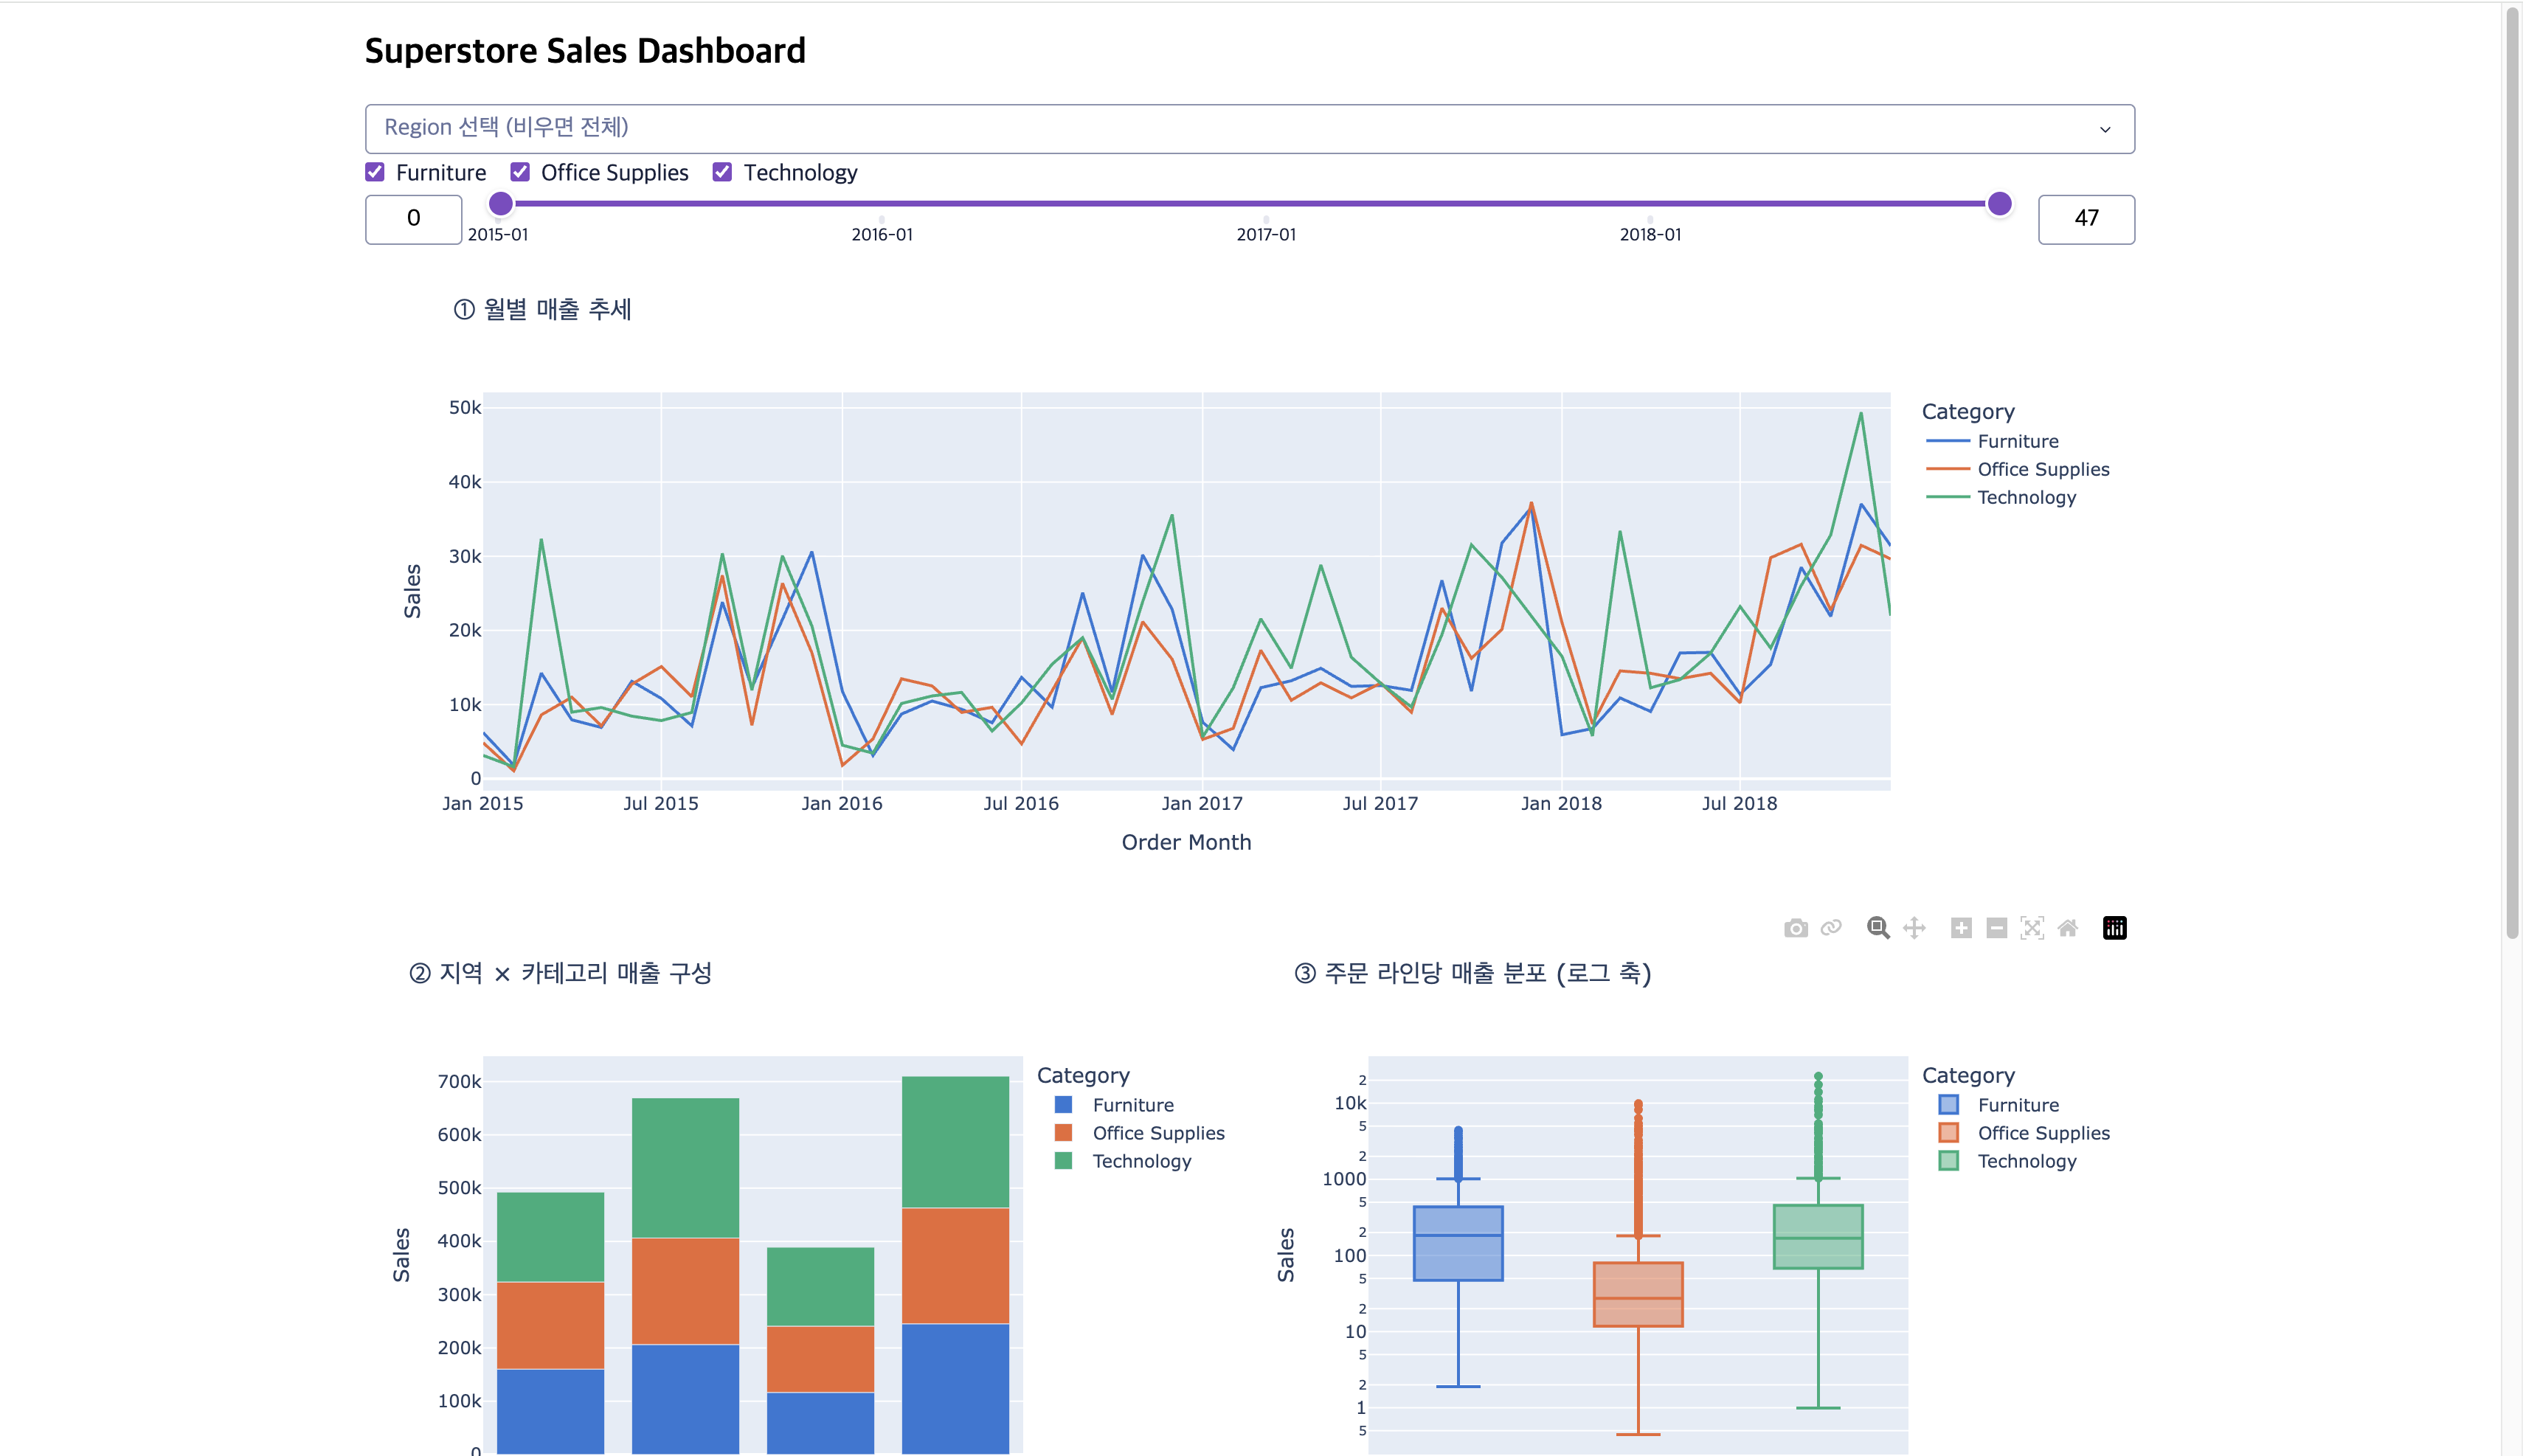 Superstore Sales Dashboard
Region 선택 (비우면 전체)
Furniture Office Supplies Technology
0 47
2015-01 2016-01 2017-01 2018-01
① 월별 매출 추세
50k
40k
30k
20k
10k
0
Sales
Jan 2015 Jul 2015 Jan 2016 Jul 2016 Jan 2017 Jul 2017 Jan 2018 Jul 2018
Order Month
Category
Furniture
Office Supplies
Technology
② 지역 × 카테고리 매출 구성
700k
600k
500k
400k
300k
200k
100k
0
Sales
Category
Furniture
Office Supplies
Technology
③ 주문 라인당 매출 분포 (로그 축)
2
10k
5
2
1000
5
2
100
5
2
10
5
2
1
5
Sales
Category
Furniture
Office Supplies
Technology